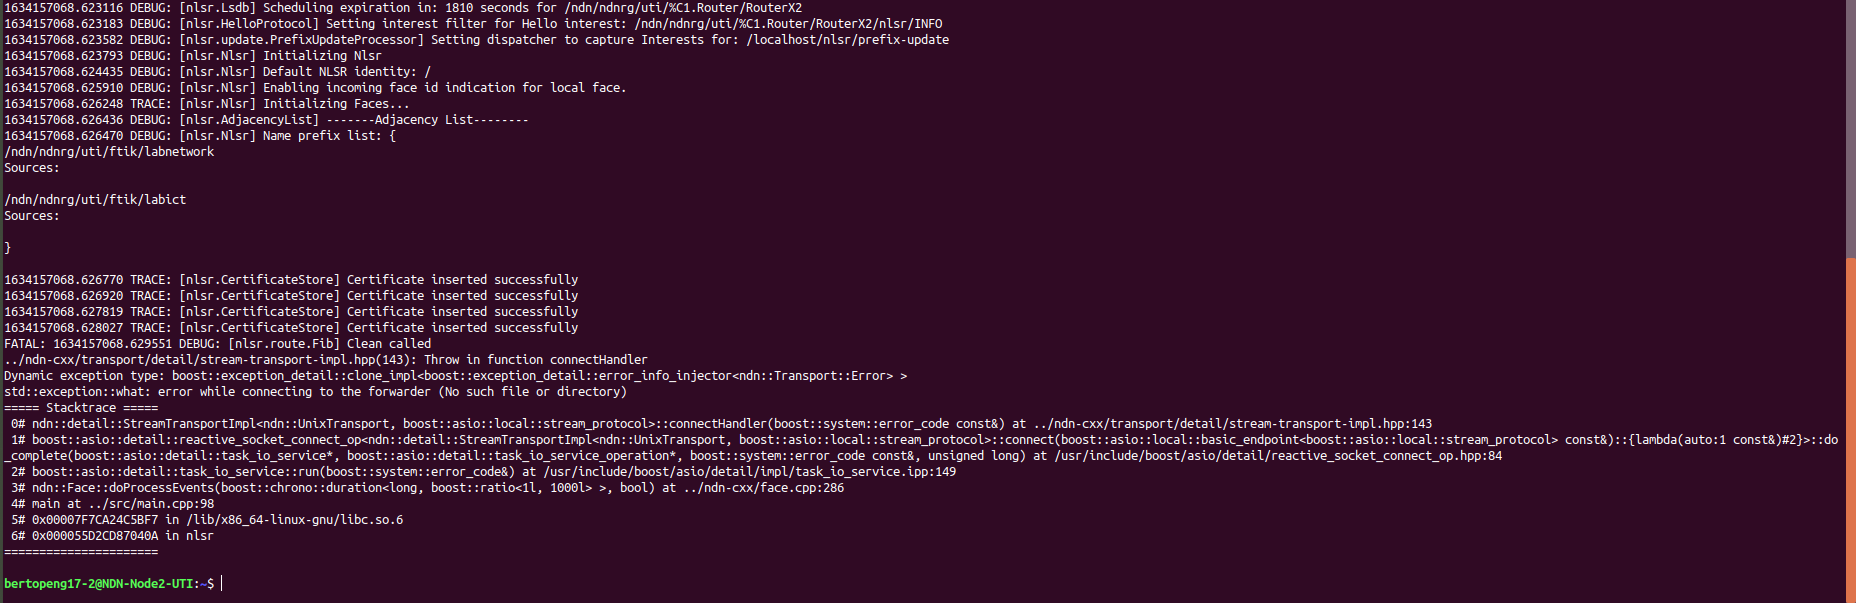 1634157068.623116 DEBUG: [nlsr.Lsdb] Scheduling expiration in: 1810 seconds for /ndn/ndnrg/uti/%C1.Router/RouterX2
1634157068.623183 DEBUG: [nlsr.HelloProtocol] Setting interest filter for Hello interest: /ndn/ndnrg/uti/%C1.Router/RouterX2/nlsr/INFO
1634157068.623582 DEBUG: [nlsr.update.PrefixUpdateProcessor] Setting dispatcher to capture Interests for: /localhost/nlsr/prefix-update
1634157068.623793 DEBUG: [nlsr.Nlsr] Initializing Nlsr
1634157068.624435 DEBUG: [nlsr.Nlsr] Default NLSR identity: /
1634157068.625910 DEBUG: [nlsr.Nlsr] Enabling incoming face id indication for local face.
1634157068.626248 TRACE: [nlsr.Nlsr] Initializing Faces...
1634157068.626436 DEBUG: [nlsr.AdjacencyList] -------Adjacency List--------
1634157068.626470 DEBUG: [nlsr.Nlsr] Name prefix list: {
/ndn/ndnrg/uti/ftik/labnetwork
Sources:
/ndn/ndnrg/uti/ftik/labict
Sources:
}
1634157068.626770 TRACE: [nlsr.CertificateStore] Certificate inserted successfully
1634157068.626920 TRACE: [nlsr.CertificateStore] Certificate inserted successfully
1634157068.627819 TRACE: [nlsr.CertificateStore] Certificate inserted successfully
1634157068.628027 TRACE: [nlsr.CertificateStore] Certificate inserted successfully
FATAL: 1634157068.629551 DEBUG: [nlsr.route.Fib] Clean called
../ndn-cxx/transport/detail/stream-transport-impl.hpp(143): Throw in function connectHandler
Dynamic exception type: boost::exception_detail::clone_impl<boost::exception_detail::error_info_injector<ndn::Transport::Error> >
std::exception::what: error while connecting to the forwarder (No such file or directory)
===== Stacktrace =====
0# ndn::detail::StreamTransportImpl<ndn::UnixTransport, boost::asio::local::stream_protocol>::connectHandler(boost::system::error_code const&) at ../ndn-cxx/transport/detail/stream-transport-impl.hpp:143
1# boost::asio::detail::reactive_socket_connect_op<ndn::detail::StreamTransportImpl<ndn::UnixTransport, boost::asio::local::stream_protocol>::connect(boost::asio::local::basic_endpoint<boost::asio::local::stream_protocol> const&)::{lambda(auto:1 const&)#2}>::do
_complete(boost::asio::detail::task_io_service*, boost::asio::detail::task_io_service_operation*, boost::system::error_code const&, unsigned long) at /usr/include/boost/asio/detail/reactive_socket_connect_op.hpp:84
2# boost::asio::detail::task_io_service::run(boost::system::error_code&) at /usr/include/boost/asio/detail/impl/task_io_service.ipp:149
3# ndn::Face::doProcessEvents(boost::chrono::duration<long, boost::ratio<1l, 1000l> >, bool) at ../ndn-cxx/face.cpp:286
4# main at ../src/main.cpp:98
5# 0x00007F7CA24C5BF7 in /lib/x86_64-linux-gnu/libc.so.6
6# 0x000055D2CD87040A in nlsr
======================
bertopeng17-2@NDN-Node2-UTI:~$